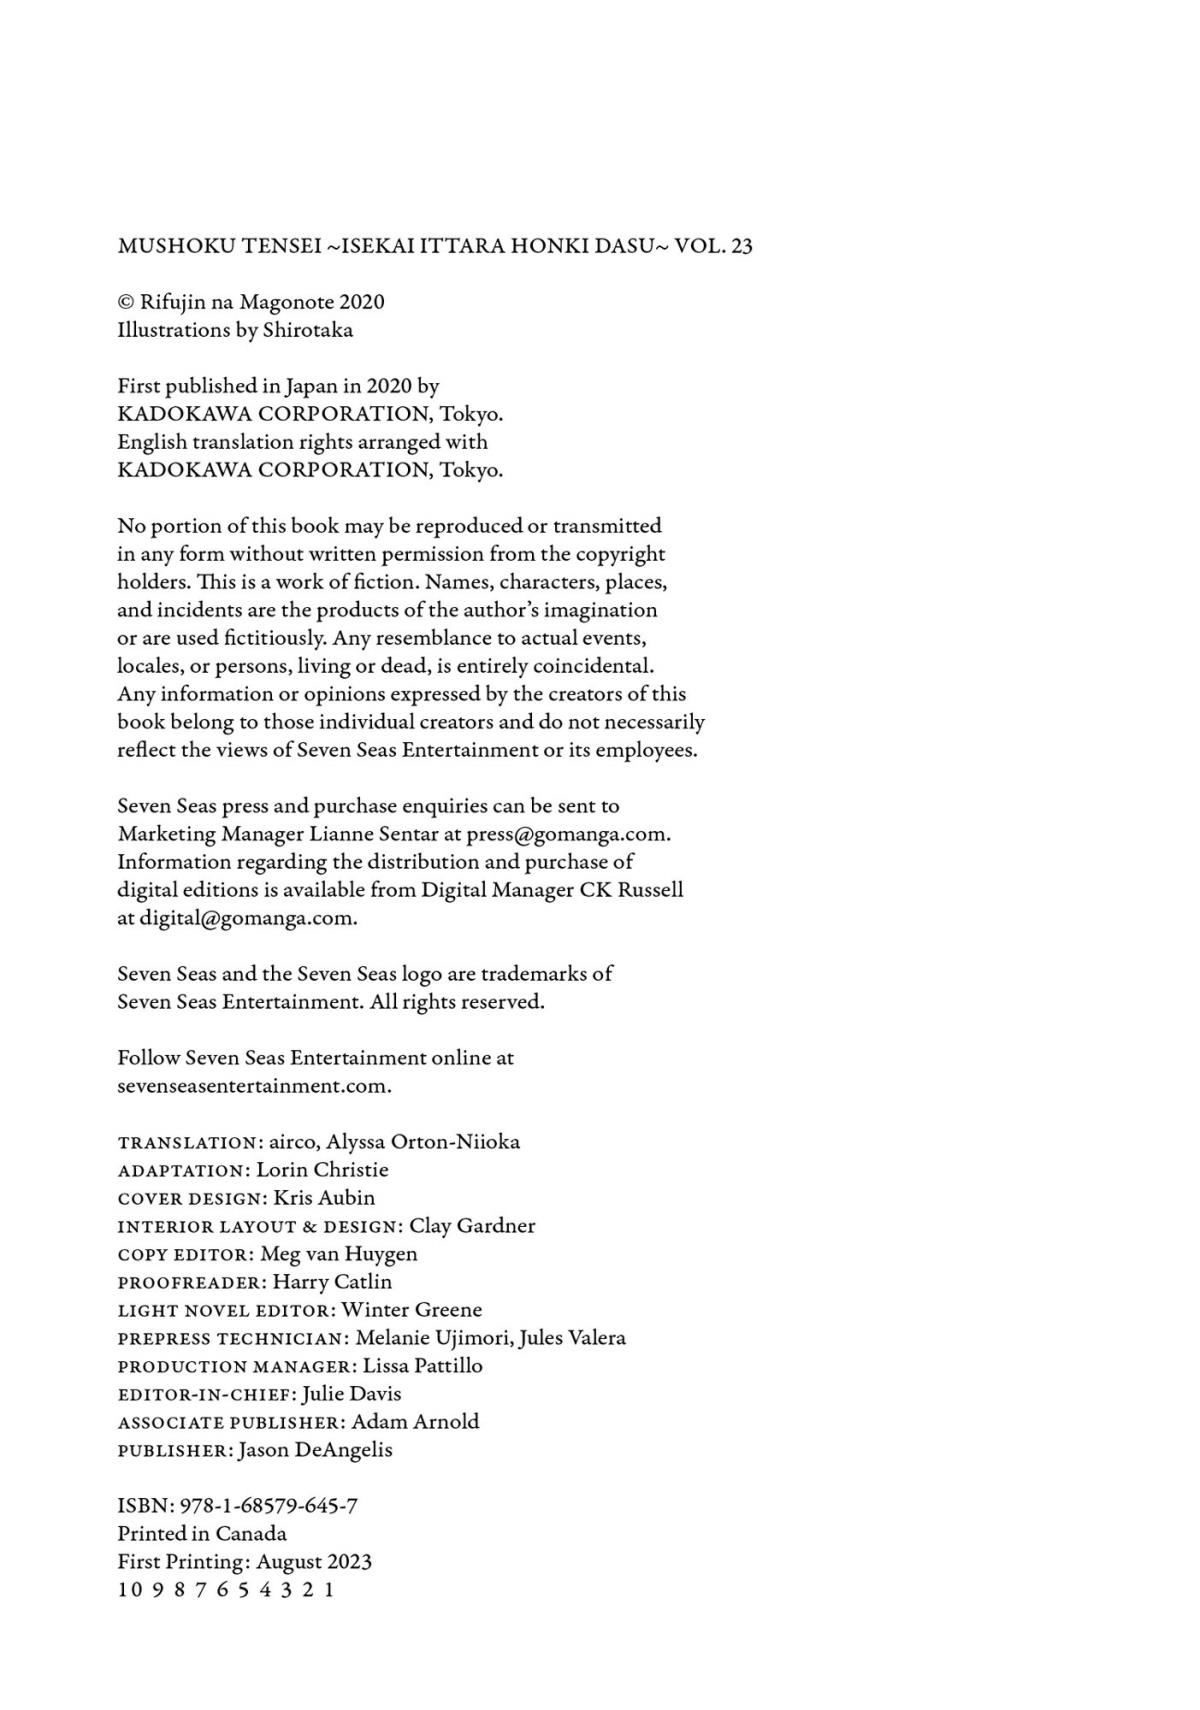 MUSHOKU TENSEI ~ISEKAI ITTARA HONKI DASU~ VOL. 23
© Rifujin na Magonote 2020
Illustrations by Shirotaka
First published in Japan in 2020 by
KADOKAWA CORPORATION, Tokyo.
English translation rights arranged with
KADOKAWA CORPORATION, Tokyo.
No portion of this book may be reproduced or transmitted
in any form without written permission from the copyright
holders. This is a work of fiction. Names, characters, places,
and incidents are the products of the author’s imagination
or are used fictitiously. Any resemblance to actual events,
locales, or persons, living or dead, is entirely coincidental.
Any information or opinions expressed by the creators of this
book belong to those individual creators and do not necessarily
reflect the views of Seven Seas Entertainment or its employees.
Seven Seas press and purchase enquiries can be sent to
Marketing Manager Lianne Sentar at press@gomanga.com.
Information regarding the distribution and purchase of
digital editions is available from Digital Manager CK Russell
at digital@gomanga.com.
Seven Seas and the Seven Seas logo are trademarks of
Seven Seas Entertainment. All rights reserved.
Follow Seven Seas Entertainment online at
sevenseasentertainment.com.
TRANSLATION: airco, Alyssa Orton-Niioka
ADAPTATION: Lorin Christie
COVER DESIGN: Kris Aubin
INTERIOR LAYOUT & DESIGN: Clay Gardner
COPY EDITOR: Meg van Huygen
PROOFREADER: Harry Catlin
LIGHT NOVEL EDITOR: Winter Greene
PREPRESS TECHNICIAN: Melanie Ujimori, Jules Valera
PRODUCTION MANAGER: Lissa Pattillo
EDITOR-IN-CHIEF: Julie Davis
ASSOCIATE PUBLISHER: Adam Arnold
PUBLISHER: Jason DeAngelis
ISBN: 978-1-68579-645-7
Printed in Canada
First Printing: August 2023
10 9 8 7 6 5 4 3 2 1